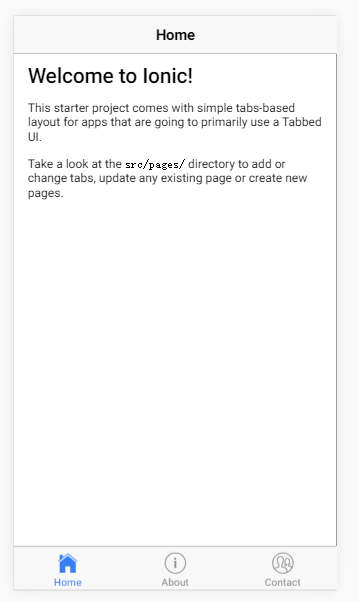 Home
Welcome to Ionic!
This starter project comes with simple tabs-based
layout for apps that are going to primarily use a Tabbed
UI.
Take a look at the src/pages/ directory to add or
change tabs, update any existing page or create new
pages.
Home
About
Contact